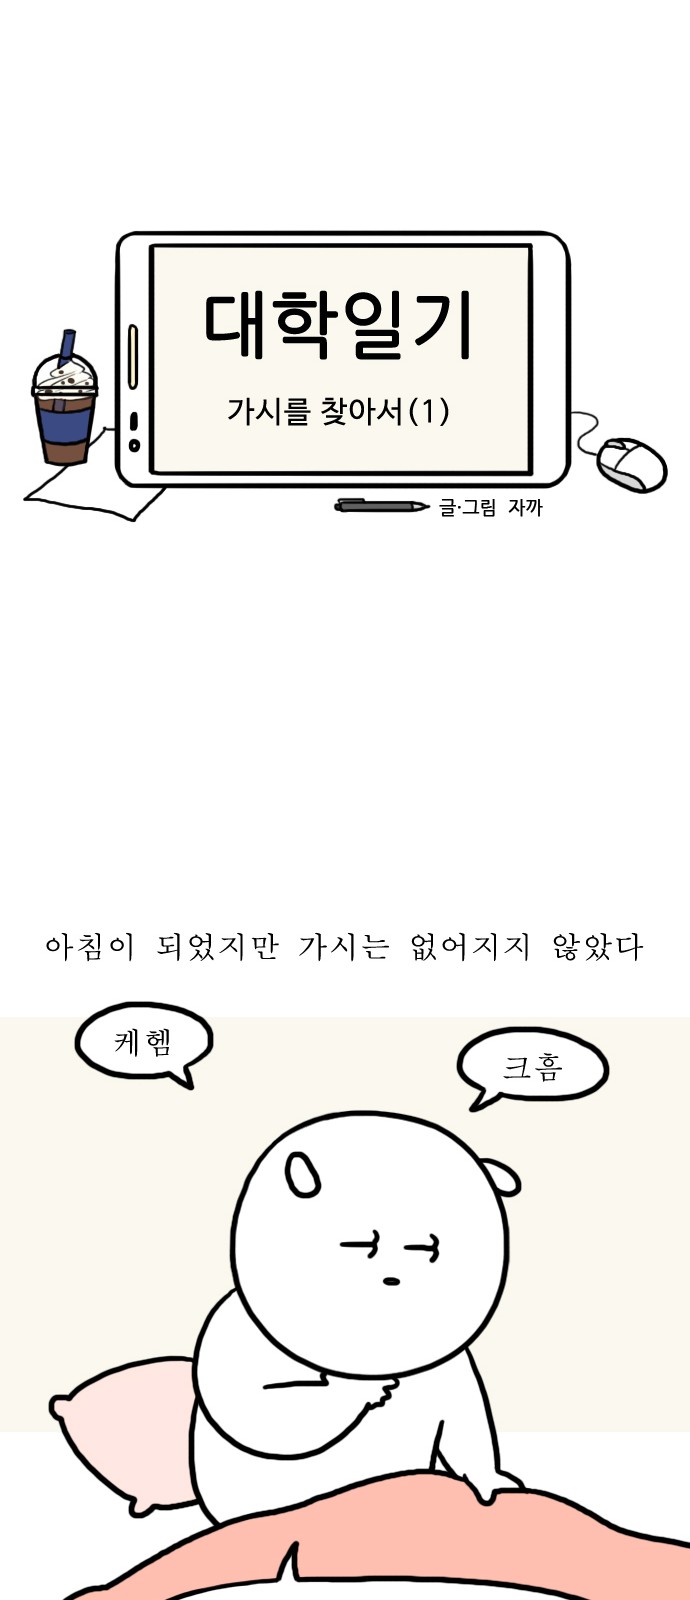 대학일기
가시를 찾아서(1)
글·그림 자까
아침이 되었지만 가시는 없어지지 않았다
케헴
크흠